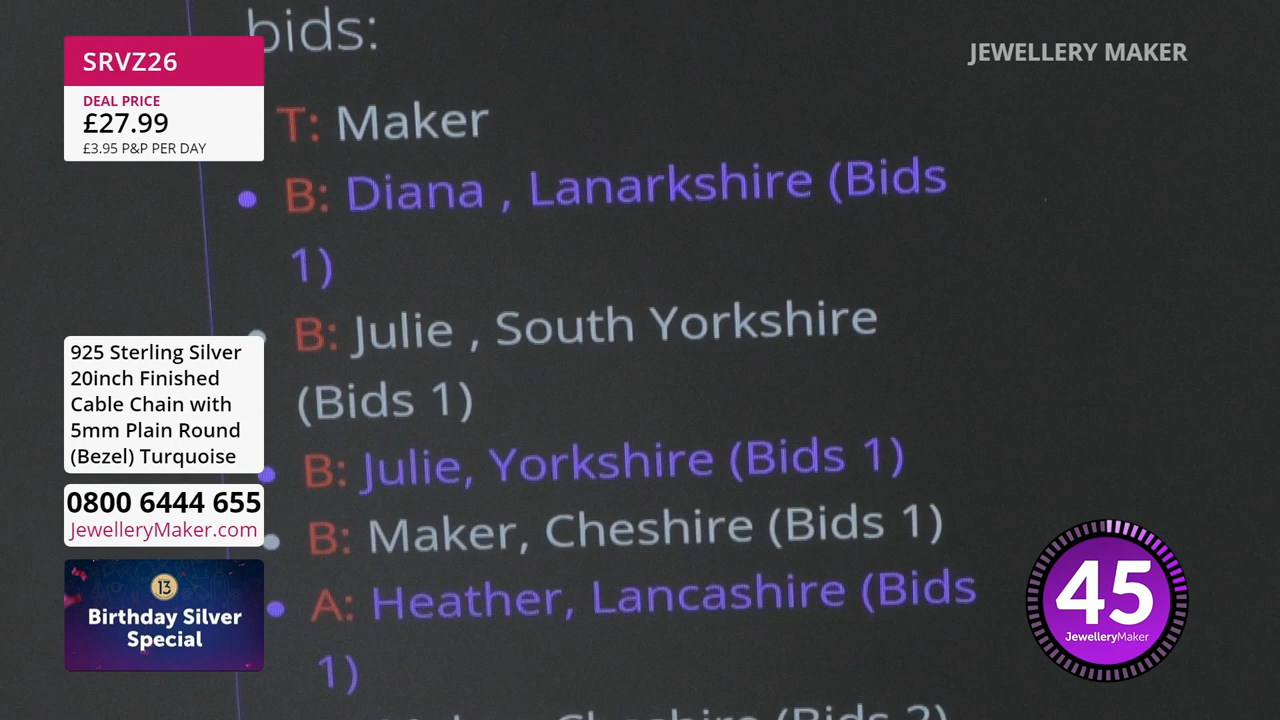 bids:
SRVZ26
JEWELLERY MAKER
DEAL PRICE
£27.99
£3.95 P&P PER DAY
T: Maker
B: Diana , Lanarkshire (Bids
1)
B: Julie , South Yorkshire
(Bids 1)
B: Julie, Yorkshire (Bids 1)
B: Maker, Cheshire (Bids 1)
A: Heather, Lancashire (Bids
1)
Cheshire (Bids 2)
925 Sterling Silver
20inch Finished
Cable Chain with
5mm Plain Round
(Bezel) Turquoise
0800 6444 655
JewelleryMaker.com
13
Birthday Silver
Special
45
JewelleryMaker